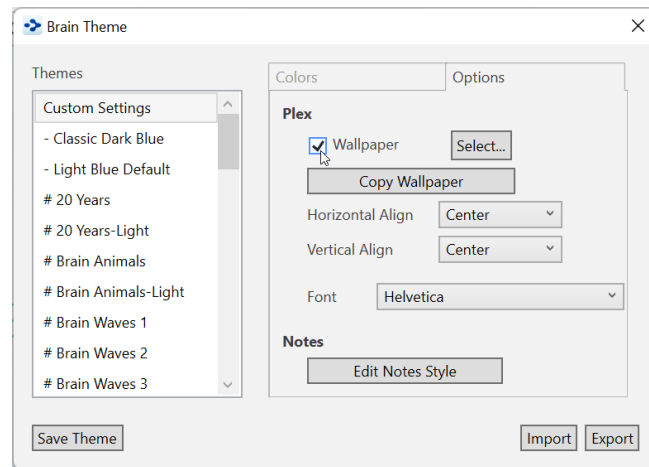 Brain Theme
Themes
Custom Settings
- Classic Dark Blue
- Light Blue Default
# 20 Years
# 20 Years-Light
# Brain Animals
# Brain Animals-Light
# Brain Waves 1
# Brain Waves 2
# Brain Waves 3
Save Theme
Colors Options
Plex
Wallpaper Select...
Copy Wallpaper
Horizontal Align Center
Vertical Align Center
Font Helvetica
Notes
Edit Notes Style
Import Export